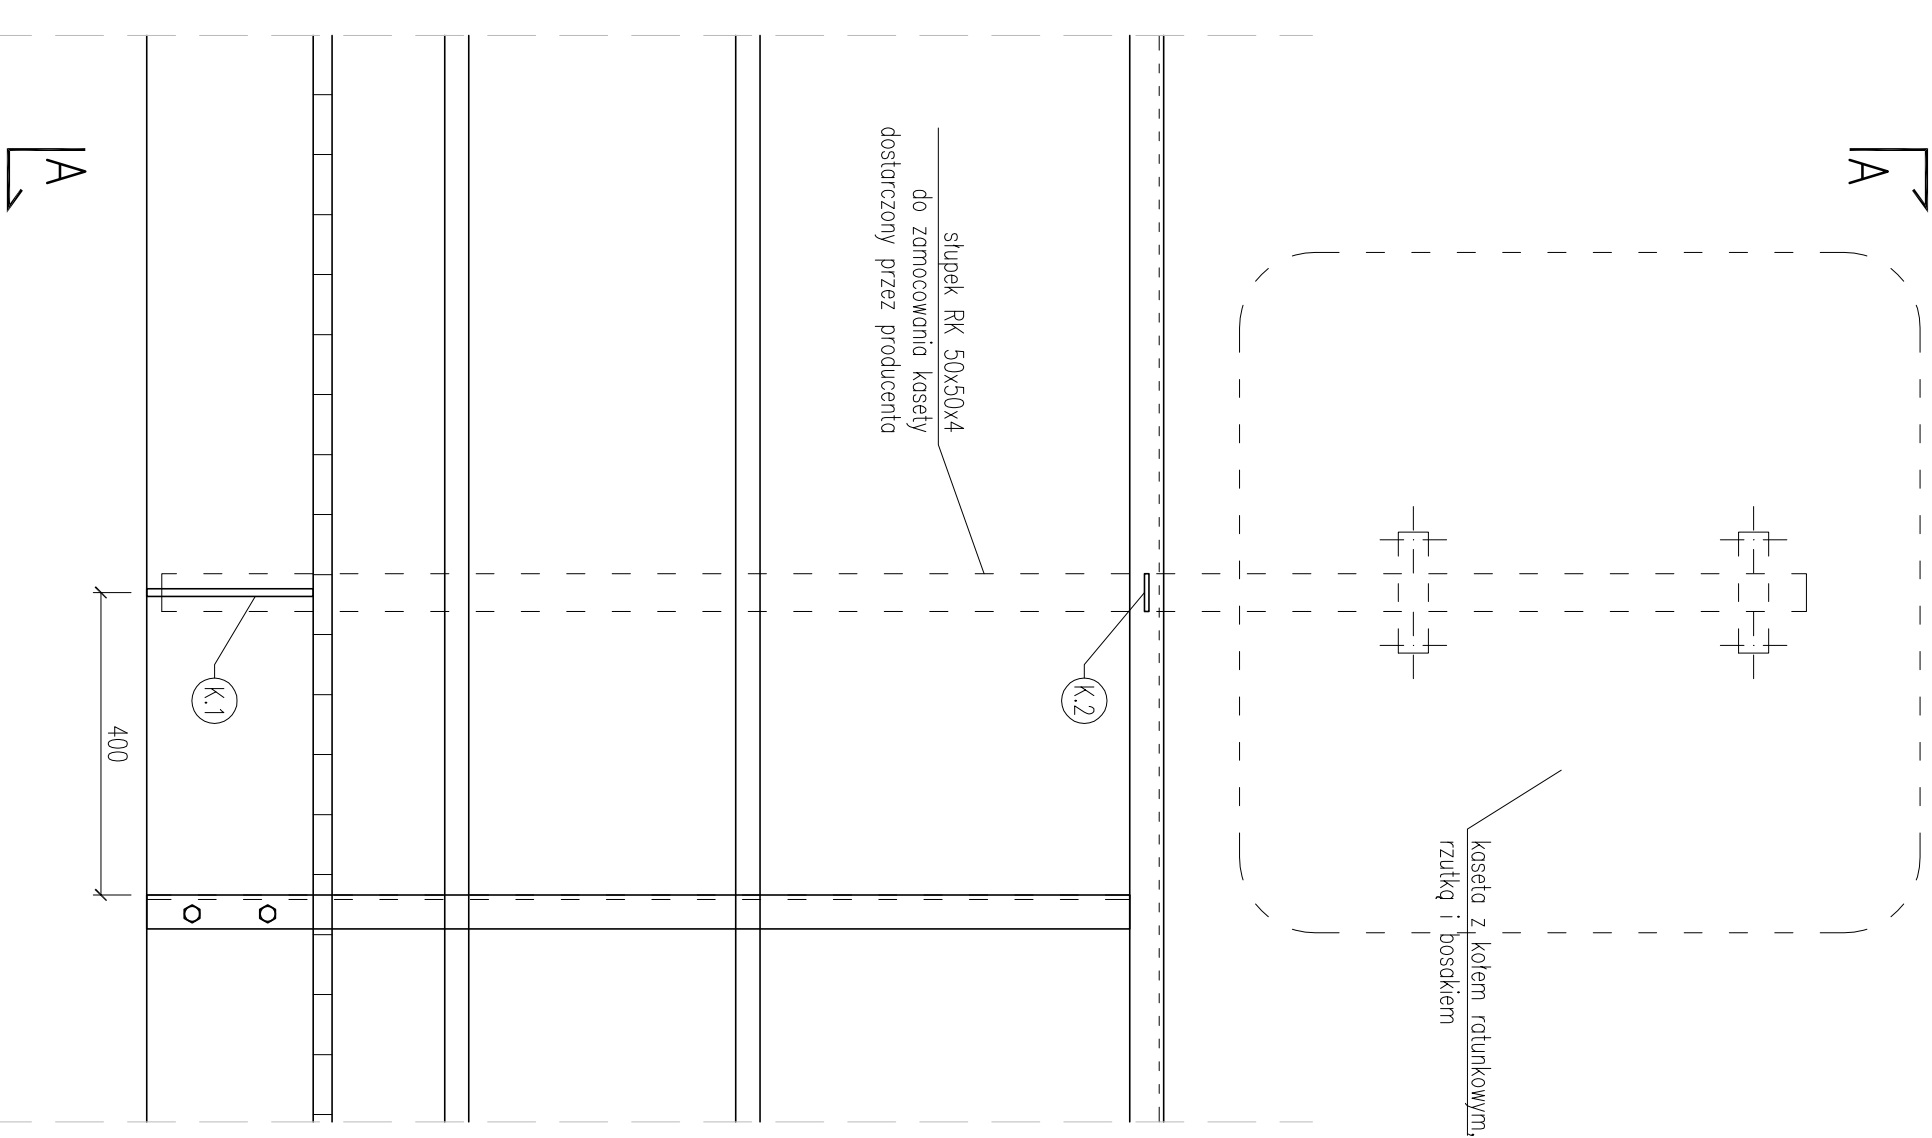 A
A
słupek RK 50x50x4
do zamocowania kasety
dostarczony przez producenta
kaseta z kołem ratunkowym,
rzutką i bosakiem
K.1
K.2
400